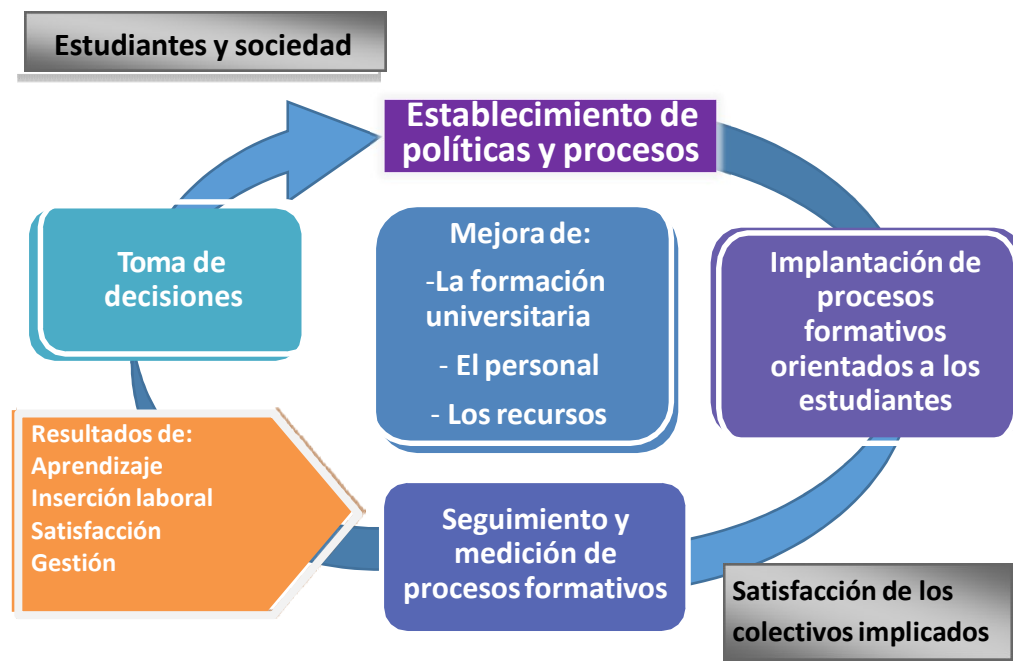 Estudiantes y sociedad
Establecimiento de
políticas y procesos
Toma de
decisiones
Mejora de:
-La formación
universitaria
- El personal
- Los recursos
Implantación de
procesos
formativos
orientados a los
estudiantes
Resultados de:
Aprendizaje
Inserción laboral
Satisfacción
Gestión
Seguimiento y
medición de
procesos formativos
Satisfacción de los
colectivos implicados